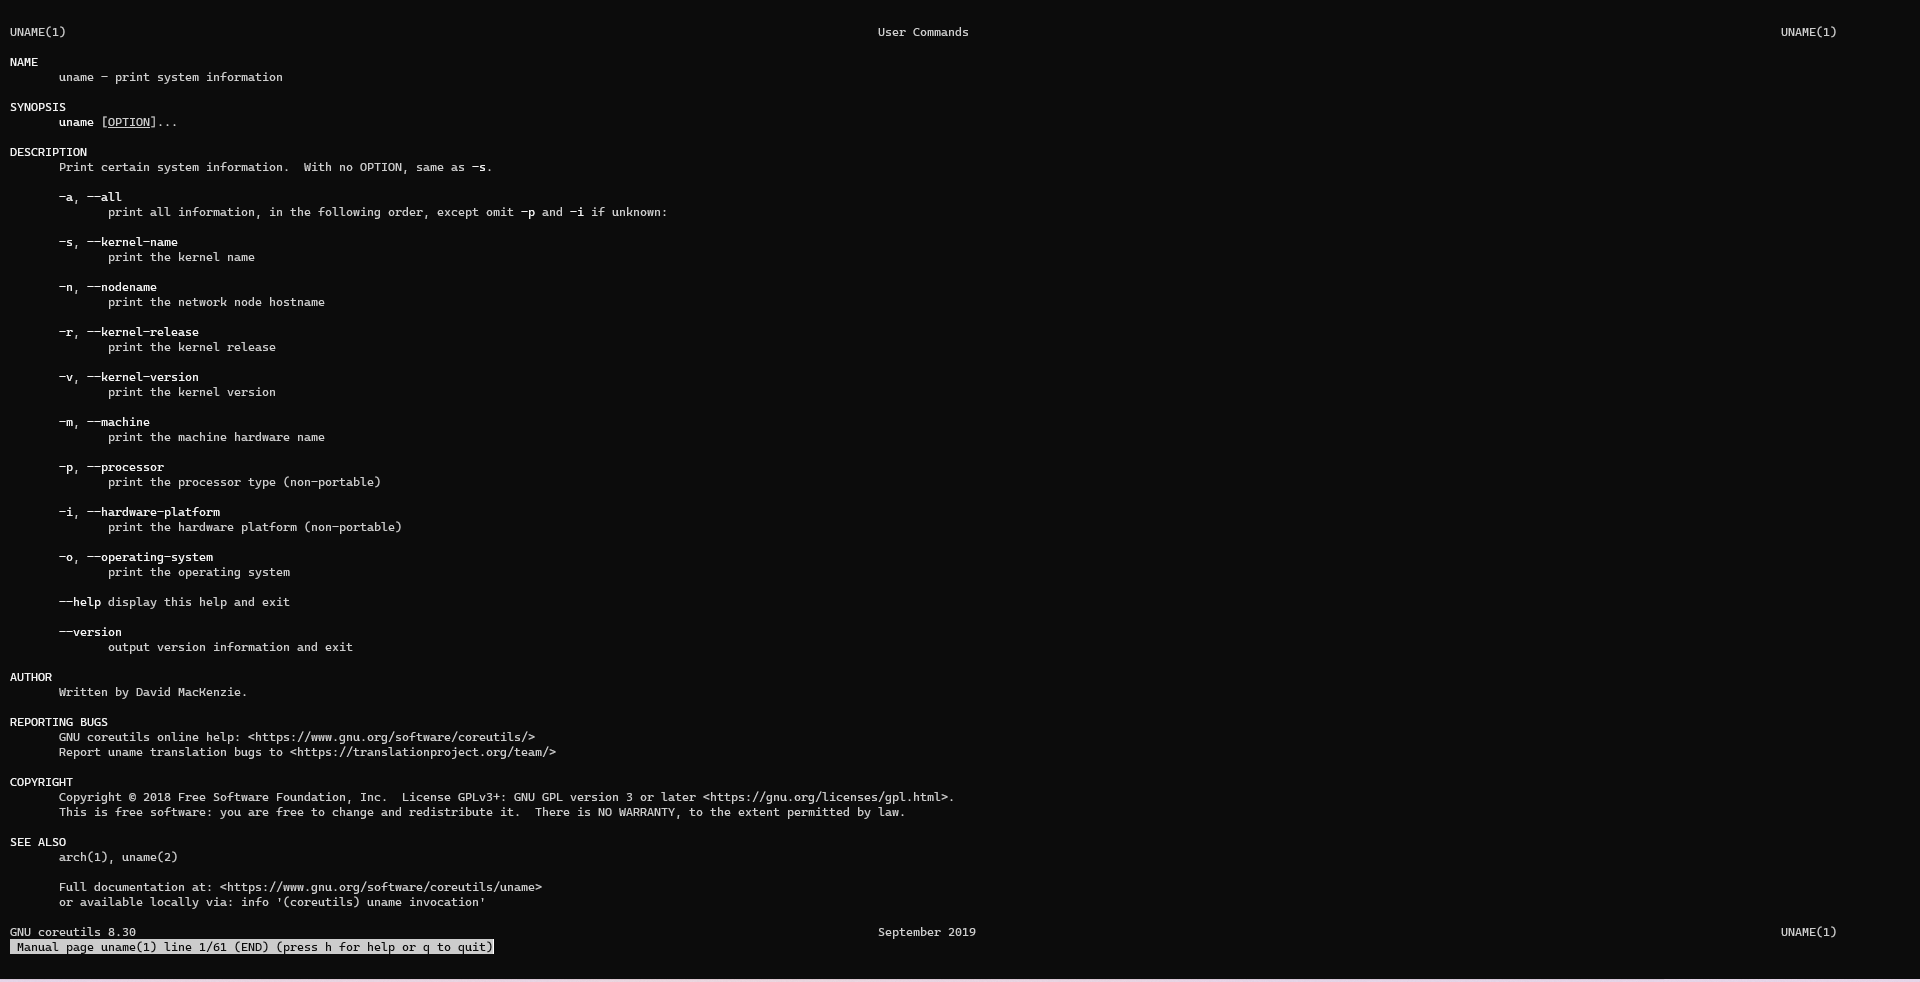 UNAME(1) User Commands UNAME(1)
NAME
uname - print system information
SYNOPSIS
uname [OPTION]...
DESCRIPTION
Print certain system information.  With no OPTION, same as -s.
-a, --all
print all information, in the following order, except omit -p and -i if unknown:
-s, --kernel-name
print the kernel name
-n, --nodename
print the network node hostname
-r, --kernel-release
print the kernel release
-v, --kernel-version
print the kernel version
-m, --machine
print the machine hardware name
-p, --processor
print the processor type (non-portable)
-i, --hardware-platform
print the hardware platform (non-portable)
-o, --operating-system
print the operating system
--help display this help and exit
--version
output version information and exit
AUTHOR
Written by David MacKenzie.
REPORTING BUGS
GNU coreutils online help: <https://www.gnu.org/software/coreutils/>
Report uname translation bugs to <https://translationproject.org/team/>
COPYRIGHT
Copyright © 2018 Free Software Foundation, Inc.  License GPLv3+: GNU GPL version 3 or later <https://gnu.org/licenses/gpl.html>.
This is free software: you are free to change and redistribute it.  There is NO WARRANTY, to the extent permitted by law.
SEE ALSO
arch(1), uname(2)
Full documentation at: <https://www.gnu.org/software/coreutils/uname>
or available locally via: info '(coreutils) uname invocation'
GNU coreutils 8.30 September 2019 UNAME(1)
Manual page uname(1) line 1/61 (END) (press h for help or q to quit)